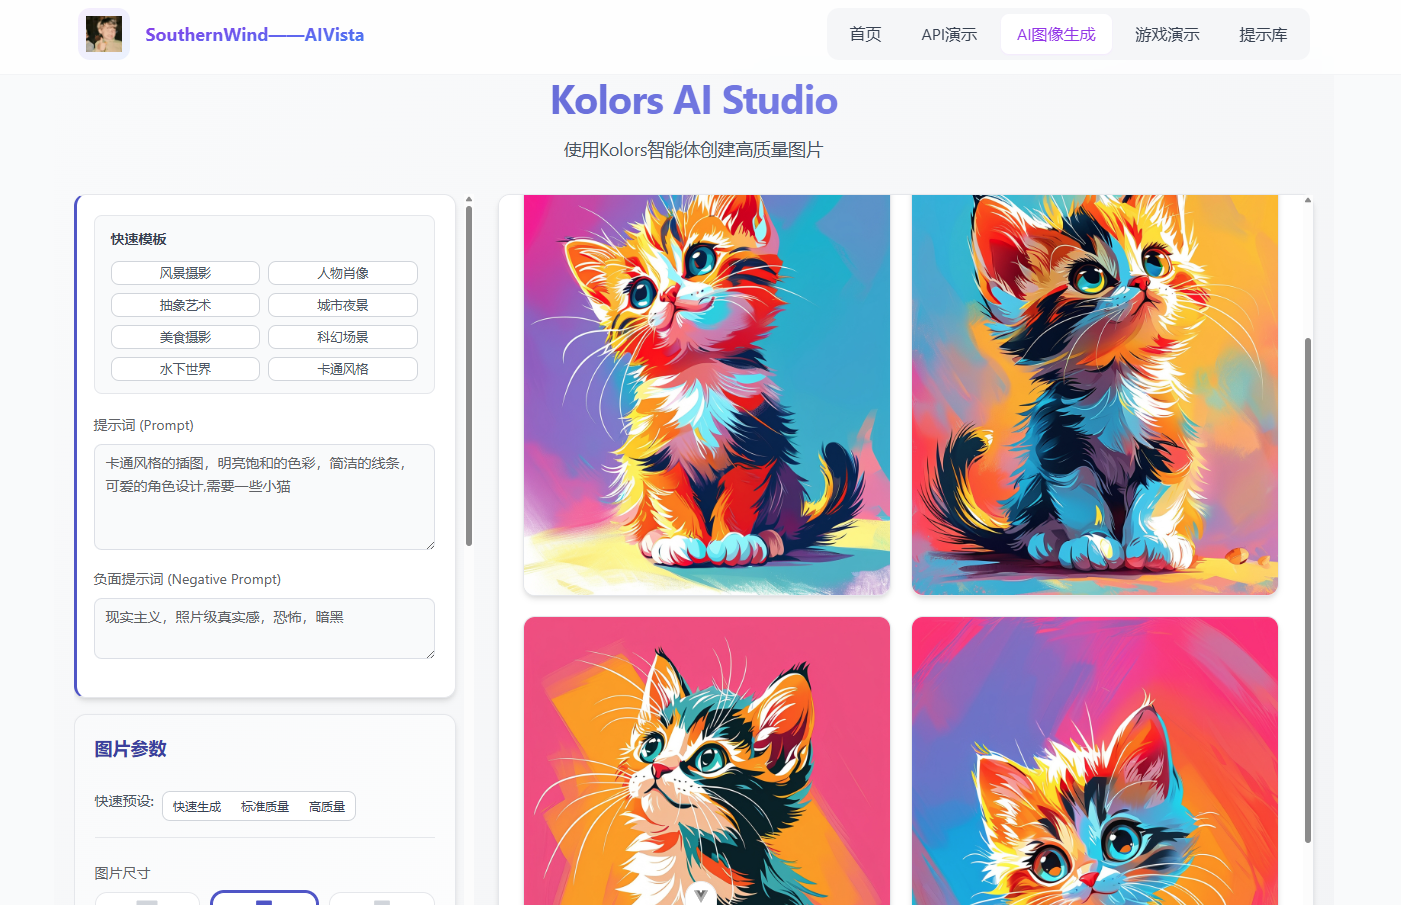 SouthernWind——AIVista
首页
API演示
AI图像生成
游戏演示
提示库
Kolors AI Studio
使用Kolors智能体创建高质量图片
快速模板
风景摄影
人物肖像
抽象艺术
城市夜景
美食摄影
科幻场景
水下世界
卡通风格
提示词 (Prompt)
卡通风格的插图，明亮饱和的色彩，简洁的线条，
可爱的角色设计,需要一些小猫
负面提示词 (Negative Prompt)
现实主义，照片级真实感，恐怖，暗黑
图片参数
快速预设:
快速生成
标准质量
高质量
图片尺寸